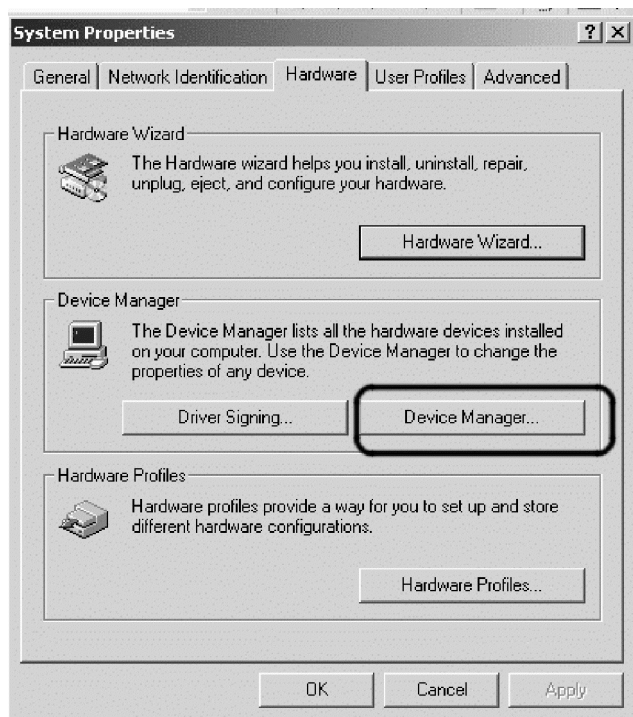 System Properties
? X
General Network Identification Hardware User Profiles Advanced
Hardware Wizard
The Hardware wizard helps you install, uninstall, repair,
unplug, eject, and configure your hardware.
Hardware Wizard...
Device Manager
The Device Manager lists all the hardware devices installed
on your computer. Use the Device Manager to change the
properties of any device.
Driver Signing... Device Manager...
Hardware Profiles
Hardware profiles provide a way for you to set up and store
different hardware configurations.
Hardware Profiles...
OK Cancel Apply